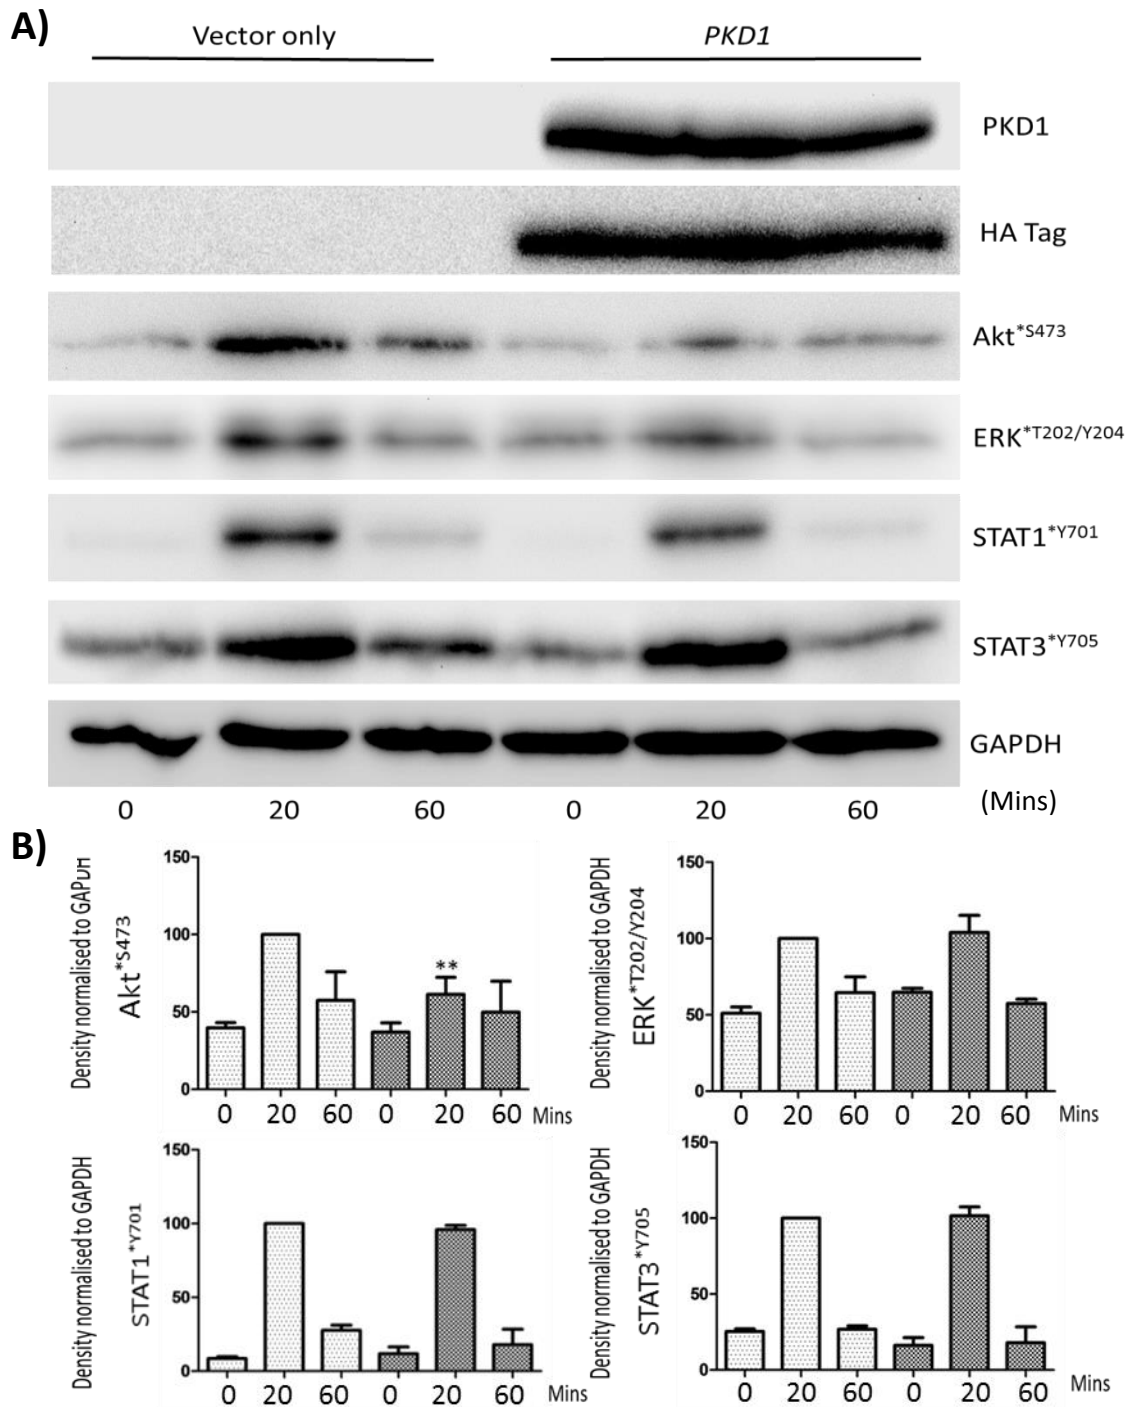 A)
Vector only PKD1
PKD1
HA Tag
Akt*S473
ERK*T202/Y204
STAT1*Y701
STAT3*Y705
GAPDH
0 20 60 0 20 60 (Mins)
B)
Density normalised to GAPDH
Akt*S473
150
100
50
0
**
0 20 60 0 20 60 Mins
Density normalised to GAPDH
ERK*T202/Y204
150
100
50
0
0 20 60 0 20 60 Mins
Density normalised to GAPDH
STAT1*Y701
150
100
50
0
0 20 60 0 20 60 Mins
Density normalised to GAPDH
STAT3*Y705
150
100
50
0
0 20 60 0 20 60 Mins